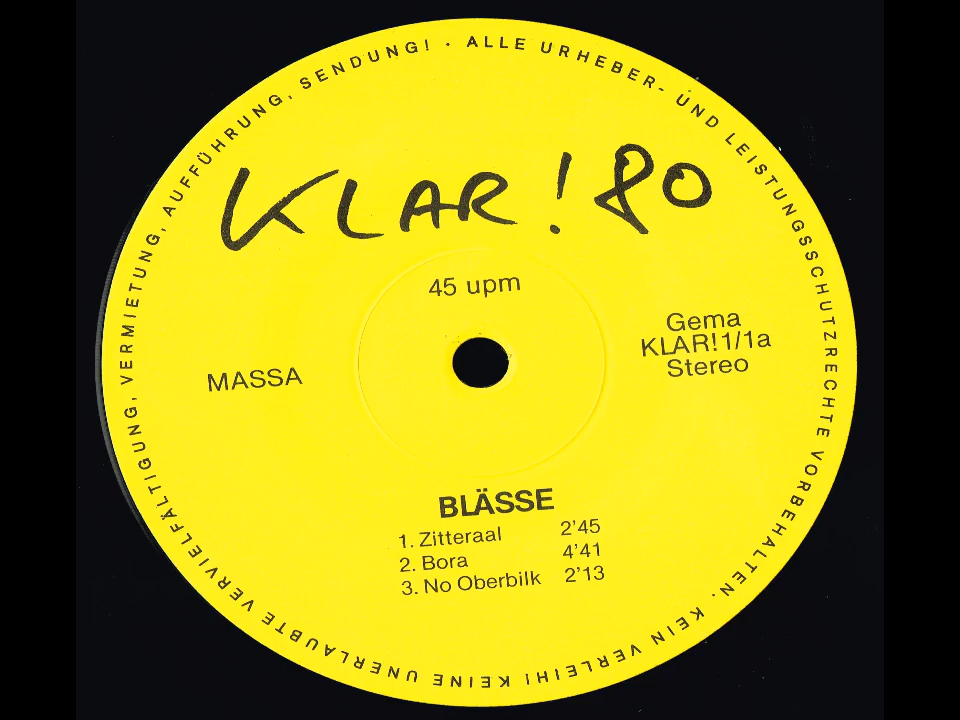 ALLE URHEBER- UND LEISTUNGSSCHUTZRECHTE VORBEHALTEN. KEIN VERLEIH! KEINE UNERLAUBTE VERVIELFÄLTIGUNG, VERMIETUNG, AUFFÜHRUNG, SENDUNG! ·
KLAR! 80
45 upm
Gema
KLAR!1/1a
Stereo
MASSA
BLÄSSE
1. Zitteraal 2'45
2. Bora 4'41
3. No Oberbilk 2'13